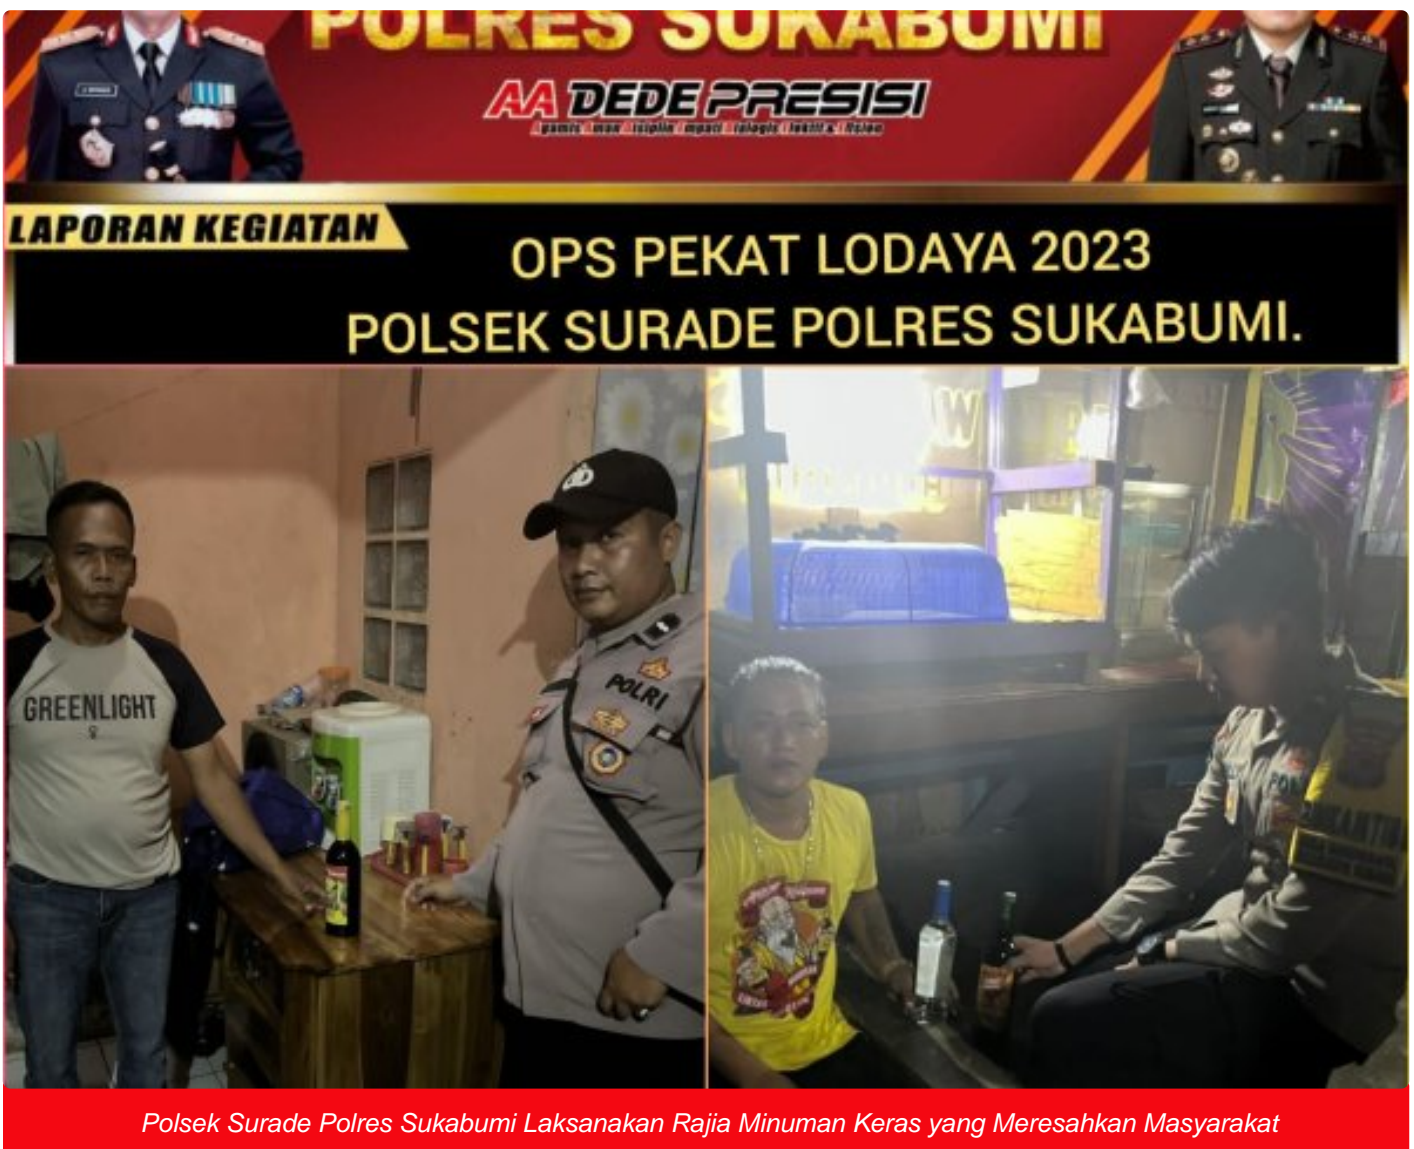 POLRES SUKABUMI
AA DEDE PRESISI
LAPORAN KEGIATAN
OPS PEKAT LODAYA 2023
POLSEK SURADE POLRES SUKABUMI.
GREENLIGHT
POLRI
Polsek Surade Polres Sukabumi Laksanakan Rajia Minuman Keras yang Meresahkan Masyarakat